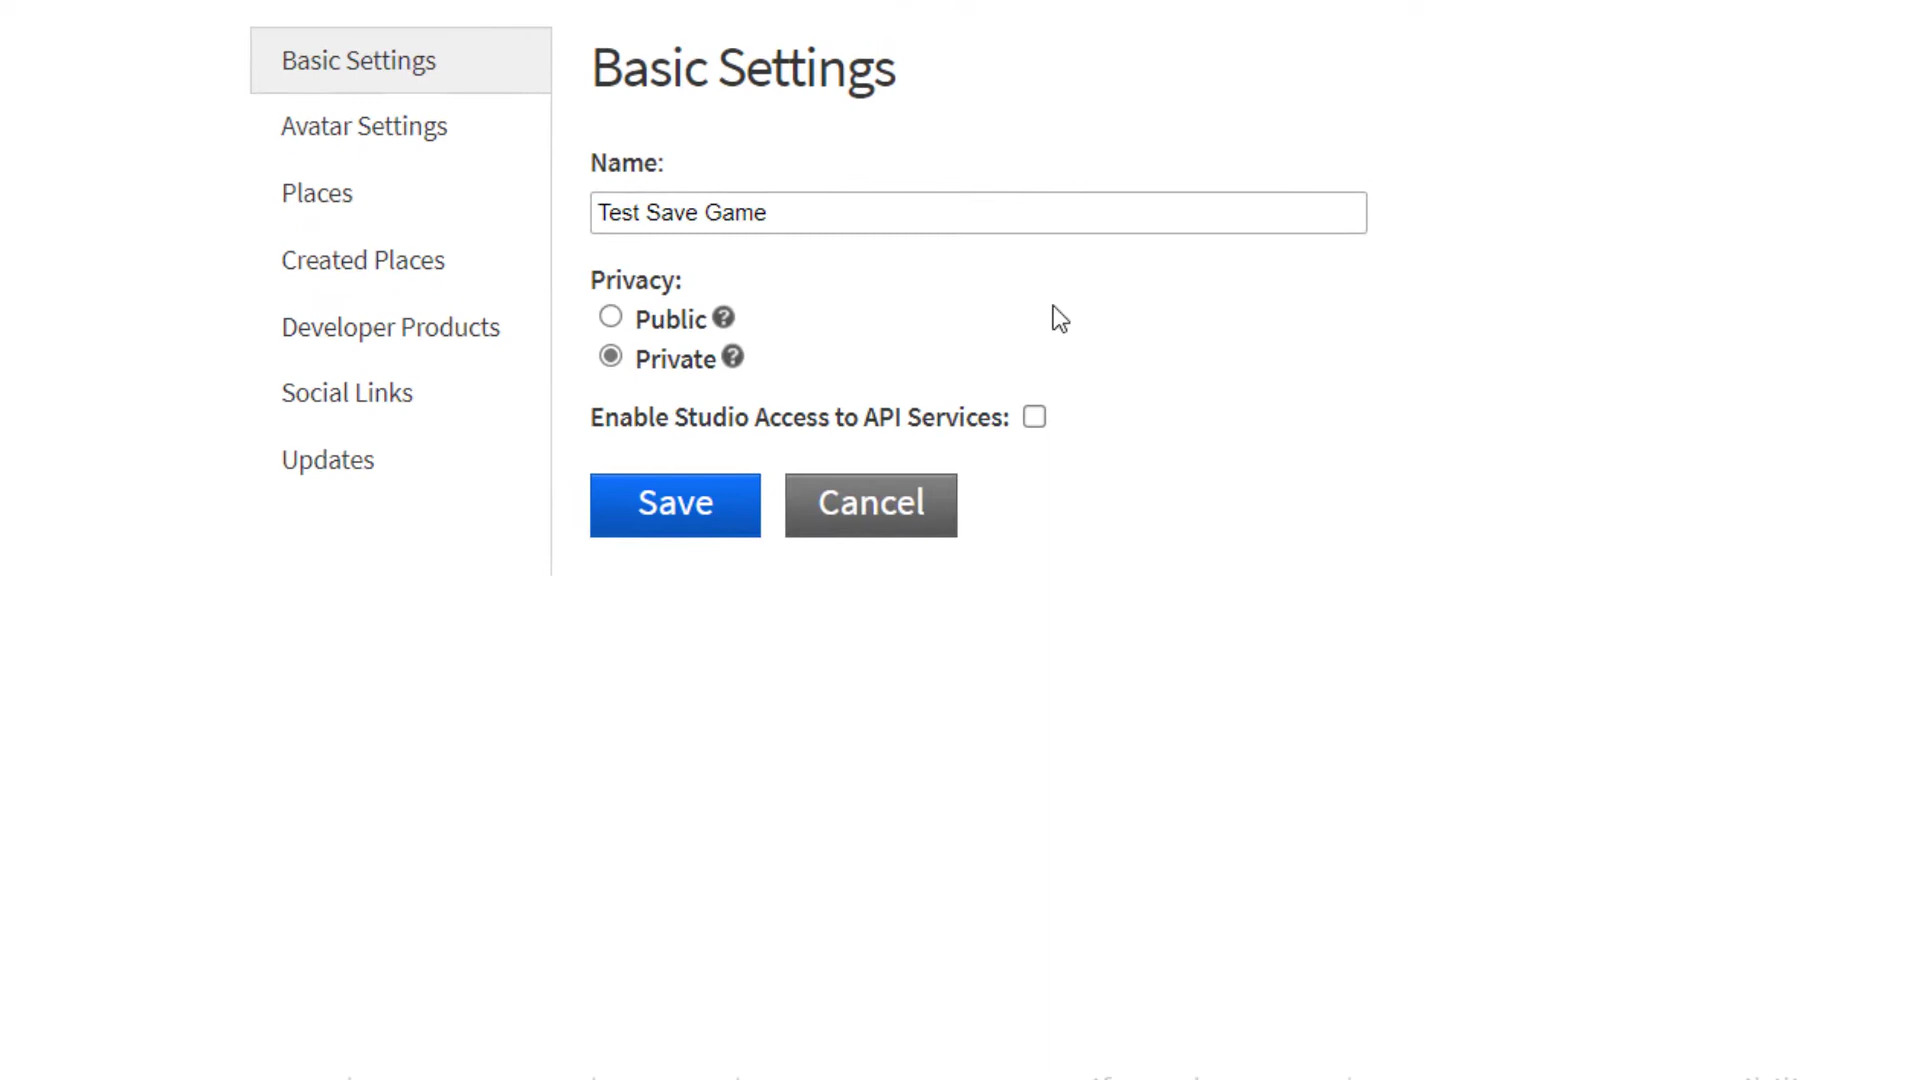 Basic Settings
Avatar Settings
Places
Created Places
Developer Products
Social Links
Updates
Basic Settings
Name:
Test Save Game
Privacy:
Public
Private
Enable Studio Access to API Services:
Save
Cancel